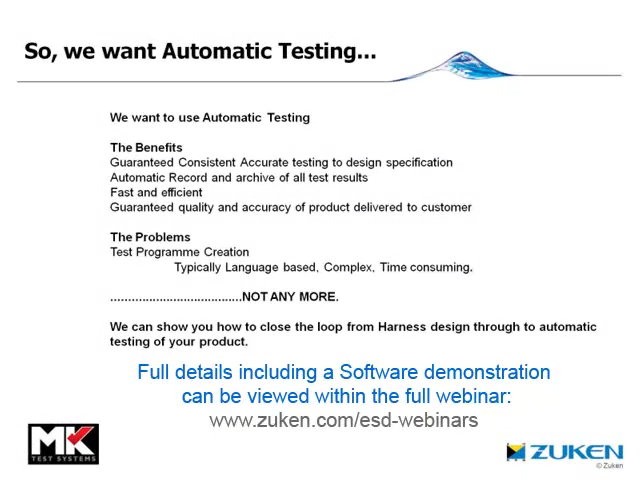 So, we want Automatic Testing...
We want to use Automatic Testing
The Benefits
Guaranteed Consistent Accurate testing to design specification
Automatic Record and archive of all test results
Fast and efficient
Guaranteed quality and accuracy of product delivered to customer
The Problems
Test Programme Creation
Typically Language based, Complex, Time consuming.
.....................................NOT ANY MORE.
We can show you how to close the loop from Harness design through to automatic
testing of your product.
Full details including a Software demonstration
can be viewed within the full webinar:
www.zuken.com/esd-webinars
MK
TEST SYSTEMS
ZUKEN
© Zuken